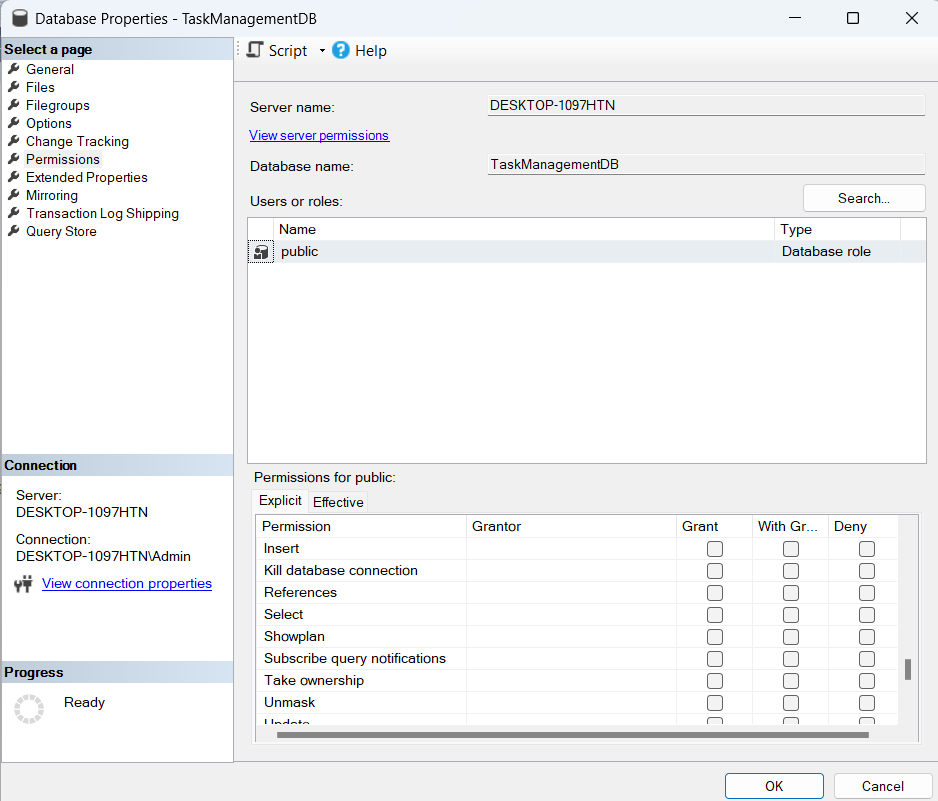 Database Properties - TaskManagementDB
Select a page
General
Files
Filegroups
Options
Change Tracking
Permissions
Extended Properties
Mirroring
Transaction Log Shipping
Query Store
Connection
Server:
DESKTOP-1097HTN
Connection:
DESKTOP-1097HTN\Admin
View connection properties
Progress
Ready
Script
Help
Server name:
DESKTOP-1097HTN
View server permissions
Database name:
TaskManagementDB
Users or roles:
Search...
Name Type
public Database role
Permissions for public:
Explicit Effective
Permission Grantor Grant With Gr... Deny
Insert
Kill database connection
References
Select
Showplan
Subscribe query notifications
Take ownership
Unmask
Update
OK Cancel